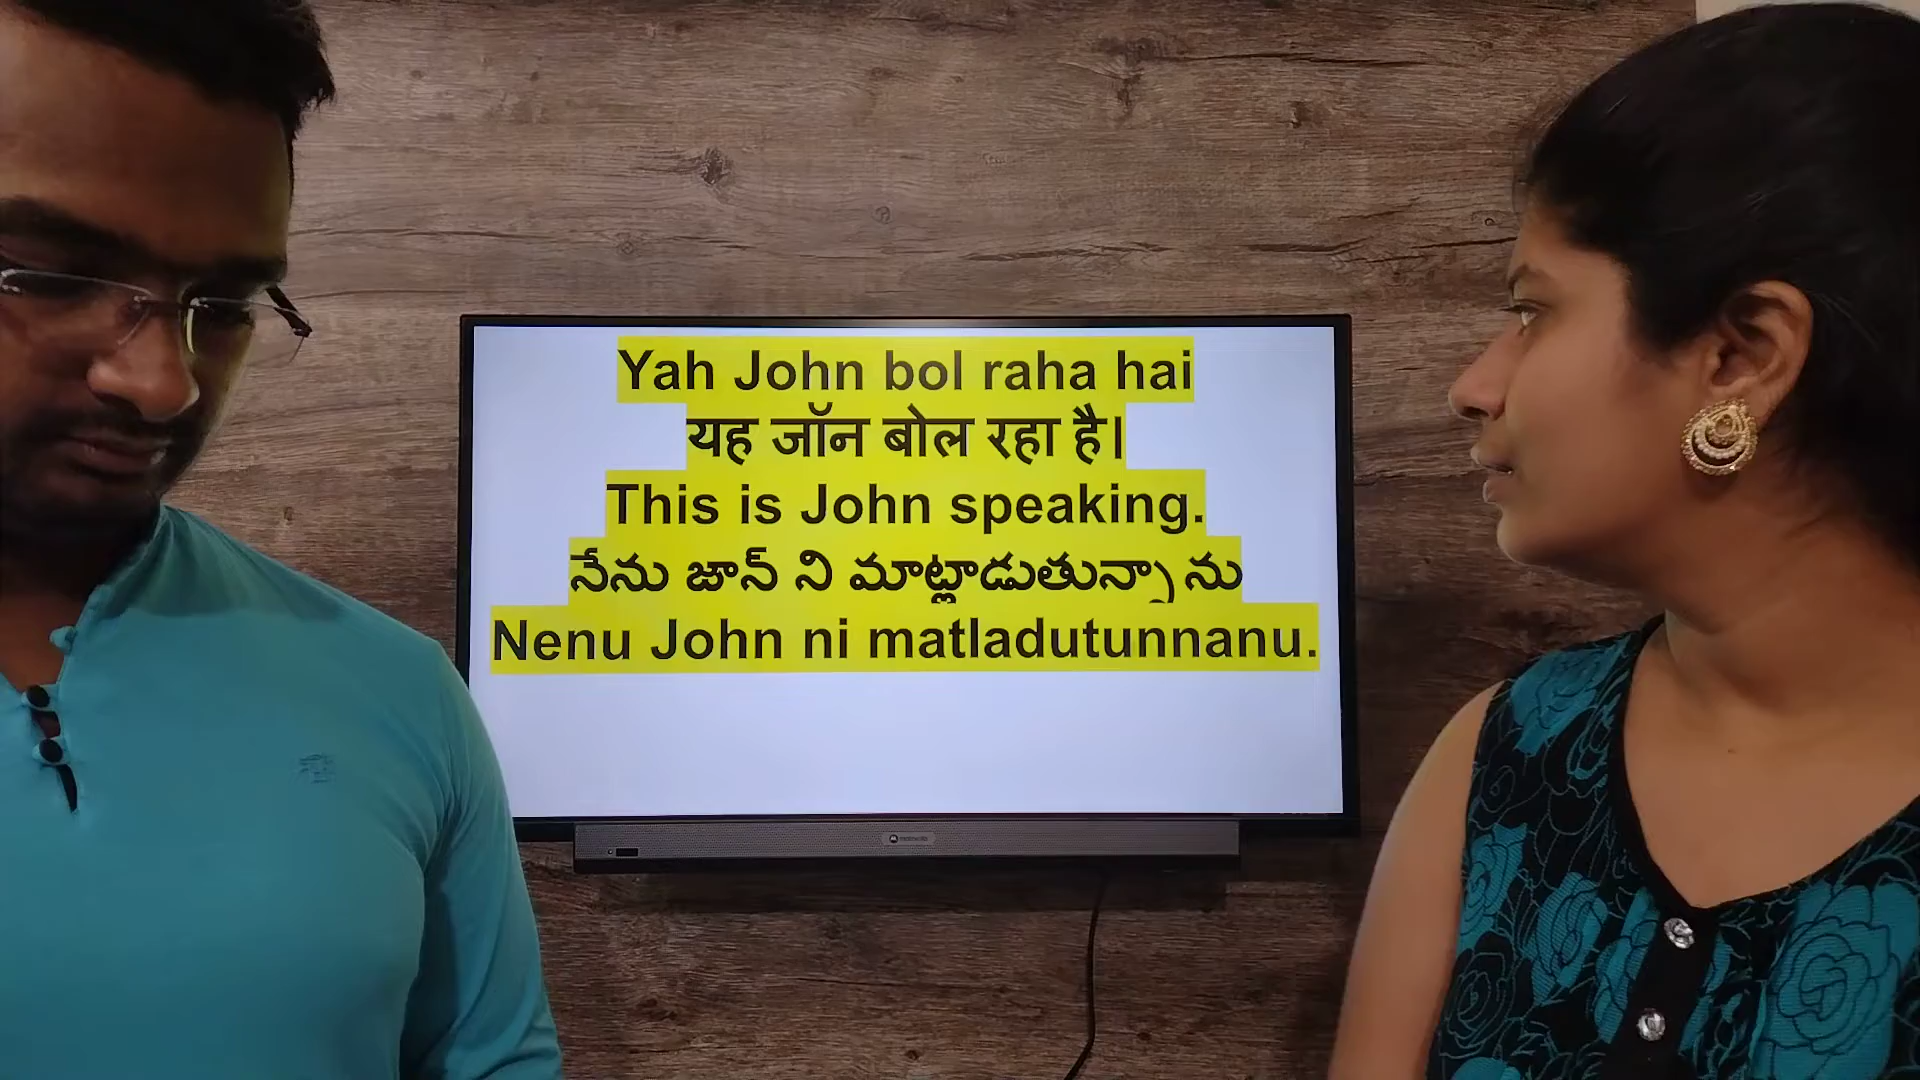 Yah John bol raha hai
यह जॉन बोल रहा है।
This is John speaking.
నేను జాన్ ని మాట్లాడుతున్నాను
Nenu John ni matladutunnanu.